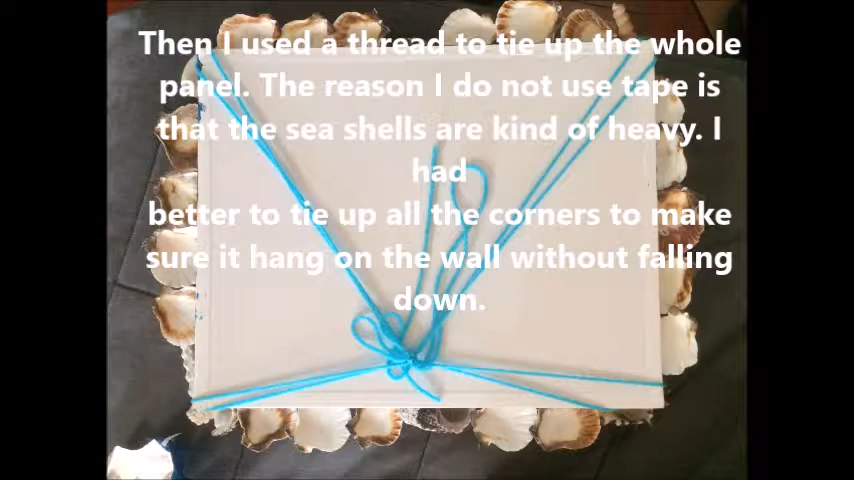 Then I used a thread to tie up the whole
panel. The reason I do not use tape is
that the sea shells are kind of heavy. I
had
better to tie up all the corners to make
sure it hang on the wall without falling
down.